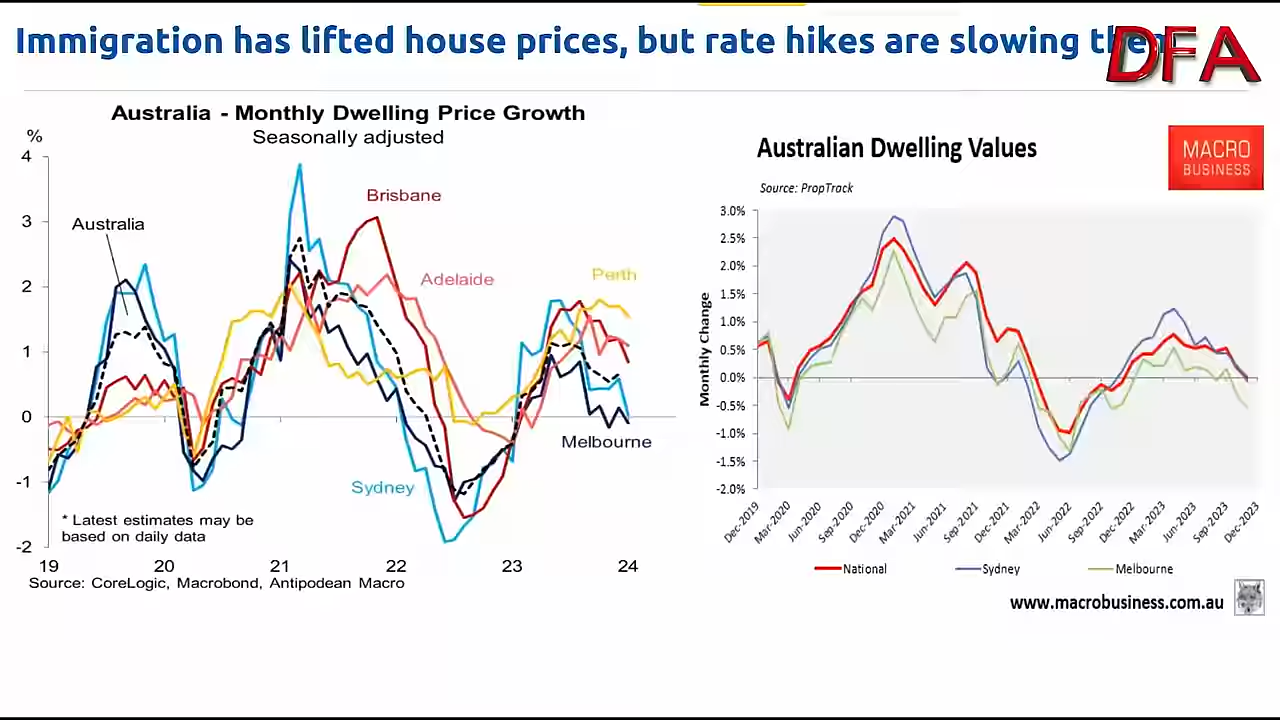 Immigration has lifted house prices, but rate hikes are slowing
DFA
Australia - Monthly Dwelling Price Growth
Seasonally adjusted
%
4
3
2
1
0
-1
-2
Australia
Brisbane
Adelaide
Perth
Melbourne
Sydney
* Latest estimates may be
based on daily data
19 20 21 22 23 24
Source: CoreLogic, Macrobond, Antipodean Macro
Australian Dwelling Values
MACRO
BUSINESS
Source: PropTrack
Monthly Change
3.0%
2.5%
2.0%
1.5%
1.0%
0.5%
0.0%
-0.5%
-1.0%
-1.5%
-2.0%
Dec-2019 Mar-2020 Jun-2020 Sep-2020 Dec-2020 Mar-2021 Jun-2021 Sep-2021 Dec-2021 Mar-2022 Jun-2022 Sep-2022 Dec-2022 Mar-2023 Jun-2023 Sep-2023 Dec-2023
National Sydney Melbourne
www.macrobusiness.com.au